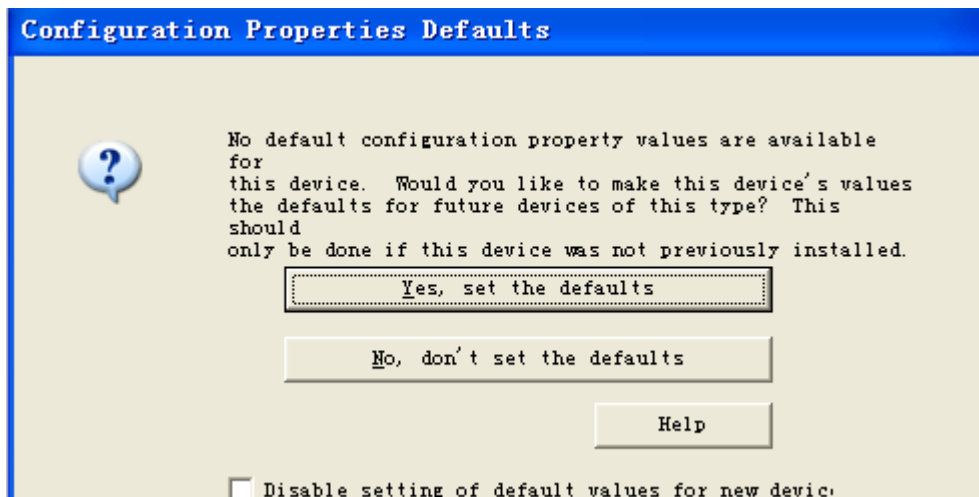 Configuration Properties Defaults
No default configuration property values are available
for
this device. Would you like to make this device's values
the defaults for future devices of this type? This
should
only be done if this device was not previously installed.
Yes, set the defaults
No, don't set the defaults
Help
Disable setting of default values for new